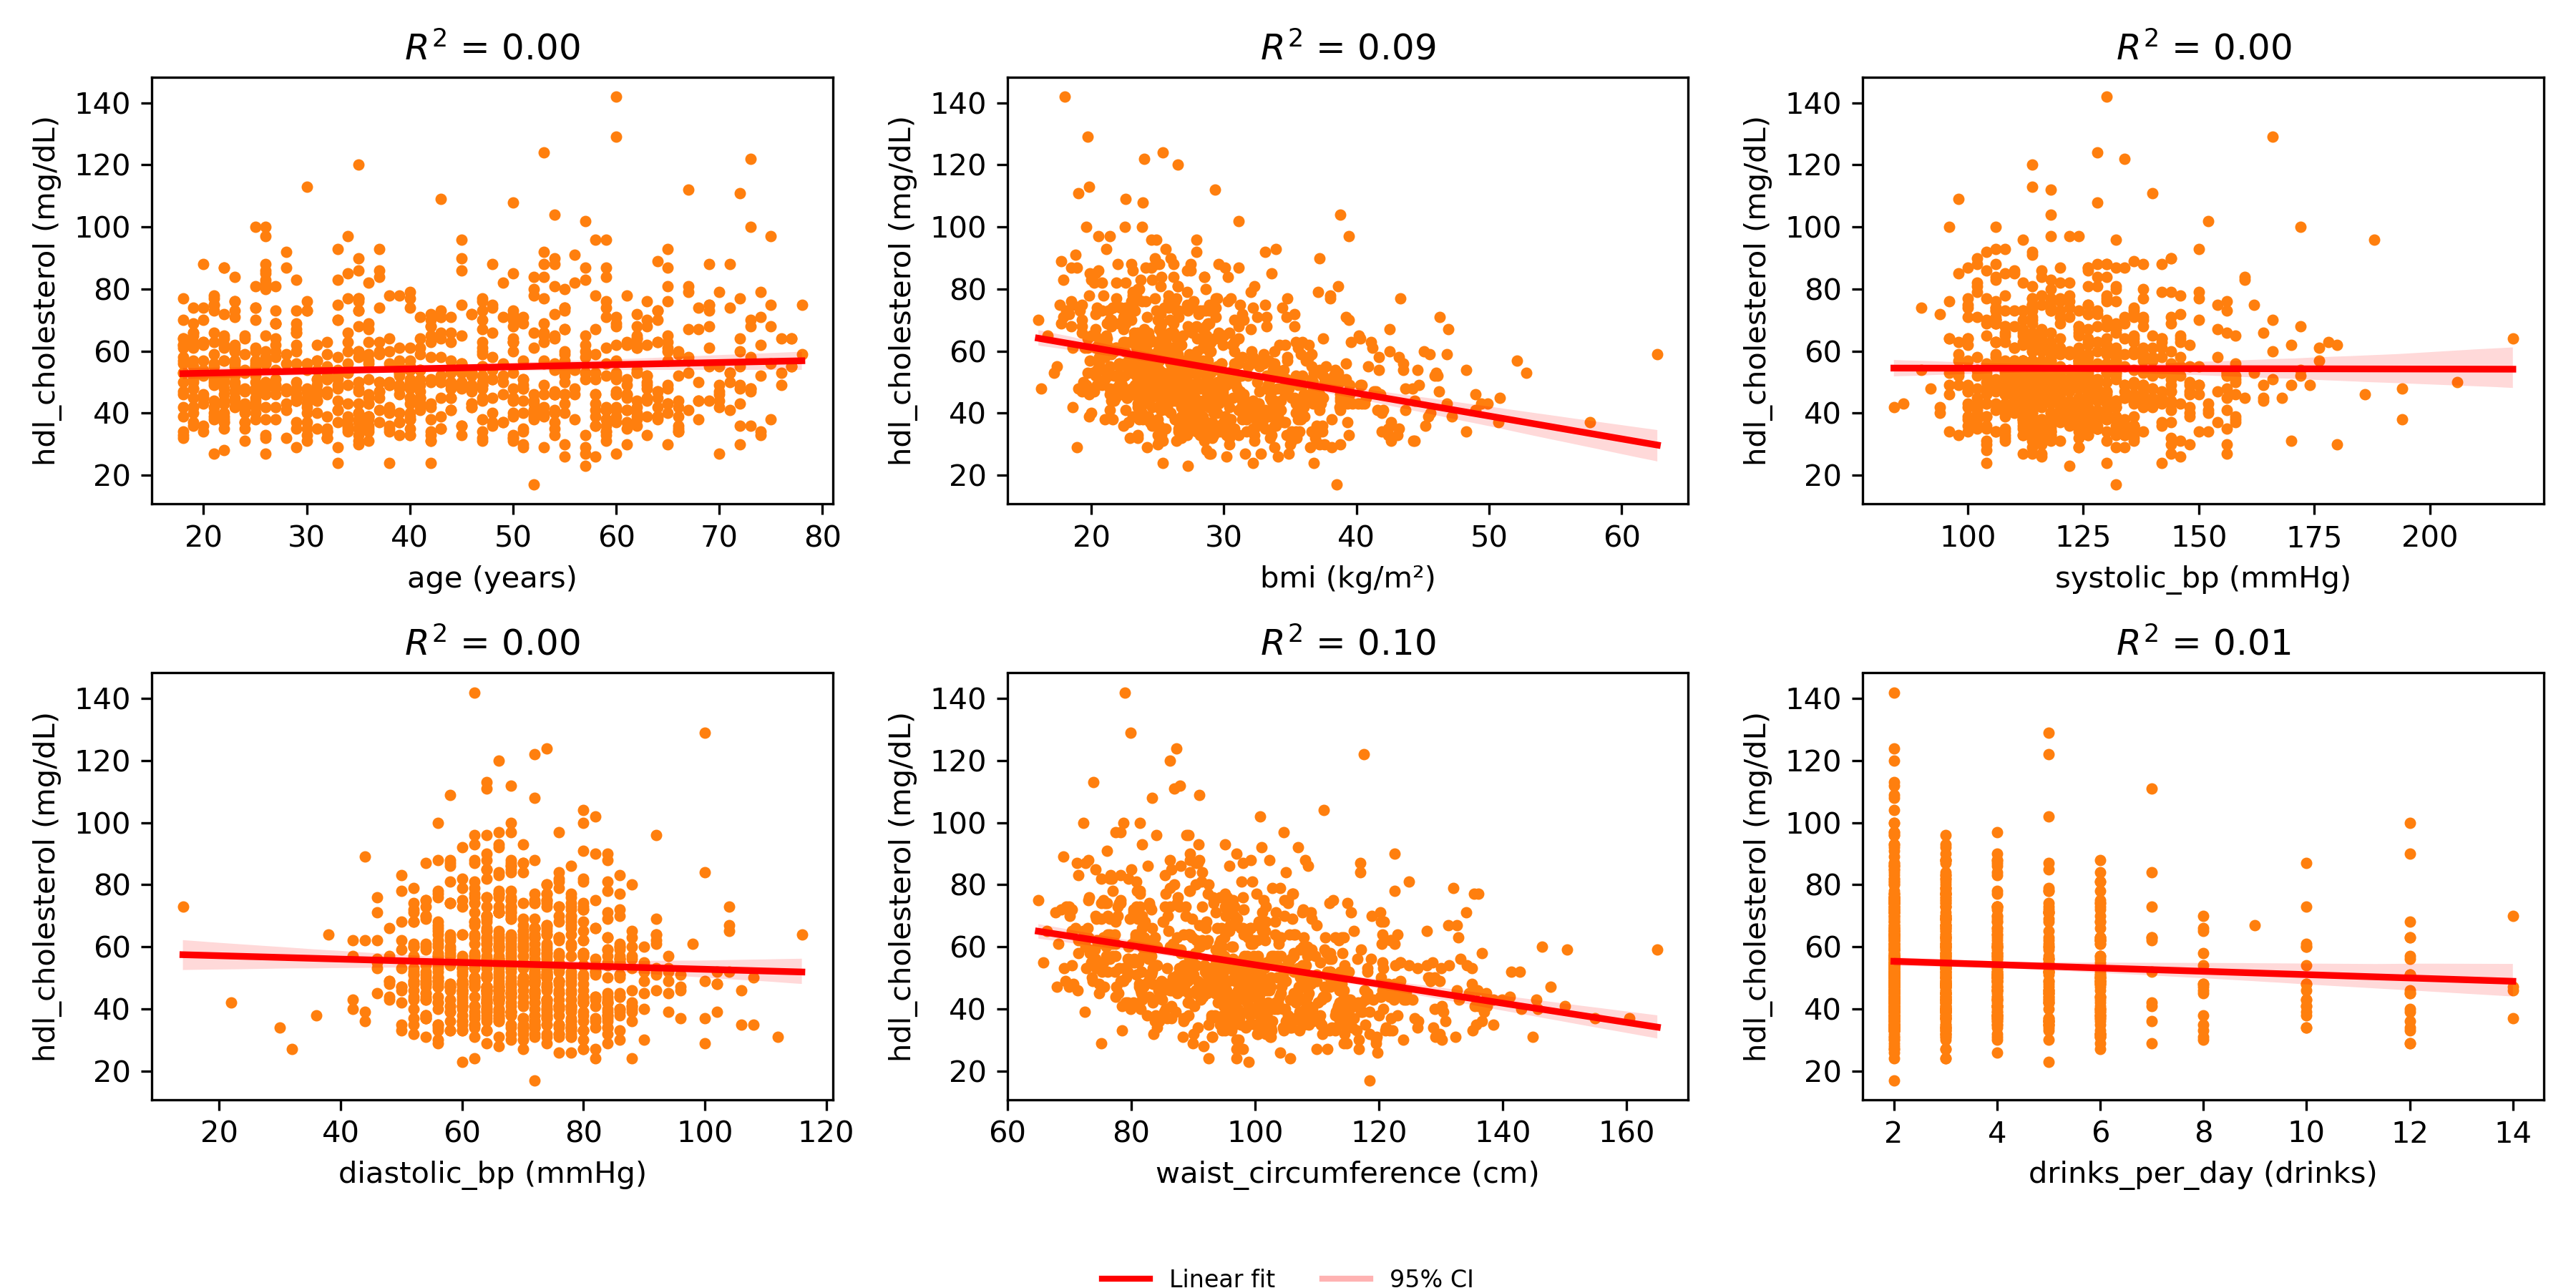 R² = 0.00
R² = 0.09
R² = 0.00
hdl_cholesterol (mg/dL)
140
120
100
80
60
40
20
20 30 40 50 60 70 80
age (years)
hdl_cholesterol (mg/dL)
140
120
100
80
60
40
20
20 30 40 50 60
bmi (kg/m²)
hdl_cholesterol (mg/dL)
140
120
100
80
60
40
20
100 125 150 175 200
systolic_bp (mmHg)
R² = 0.00
R² = 0.10
R² = 0.01
hdl_cholesterol (mg/dL)
140
120
100
80
60
40
20
20 40 60 80 100 120
diastolic_bp (mmHg)
hdl_cholesterol (mg/dL)
140
120
100
80
60
40
20
60 80 100 120 140 160
waist_circumference (cm)
hdl_cholesterol (mg/dL)
140
120
100
80
60
40
20
2 4 6 8 10 12 14
drinks_per_day (drinks)
Linear fit 95% CI